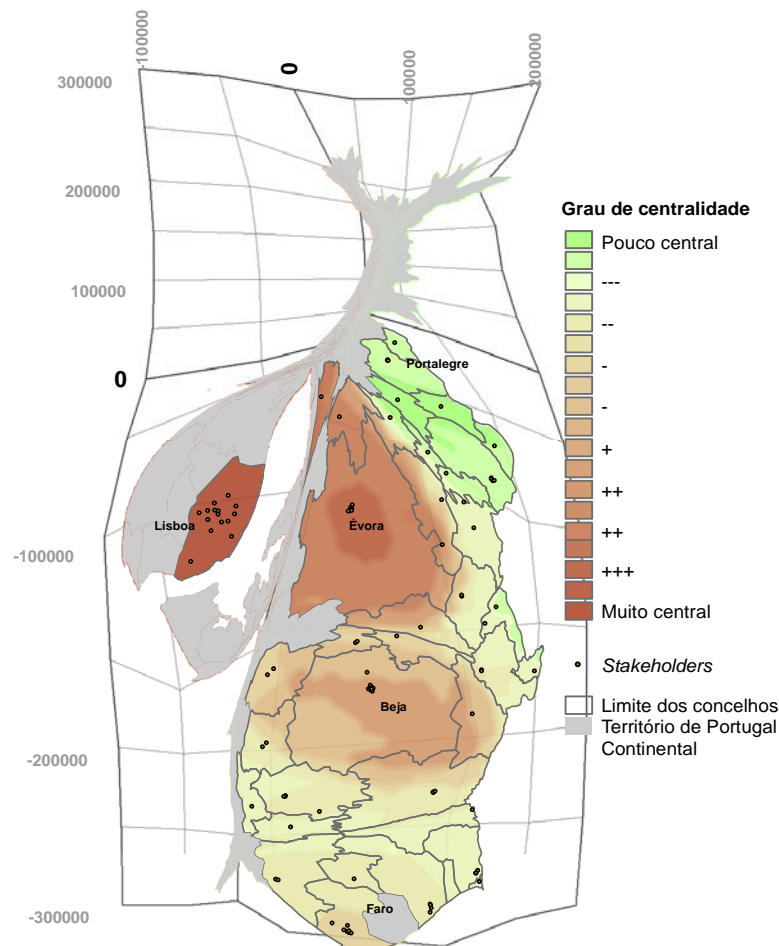 -100000
0
100000
200000
300000
200000
100000
0
-100000
-200000
-300000
Portalegre
Lisboa
Évora
Beja
Faro
Grau de centralidade
Pouco central
---
--
-
-
+
++
++
+++
Muito central
Stakeholders
Limite dos concelhos
Território de Portugal
Continental